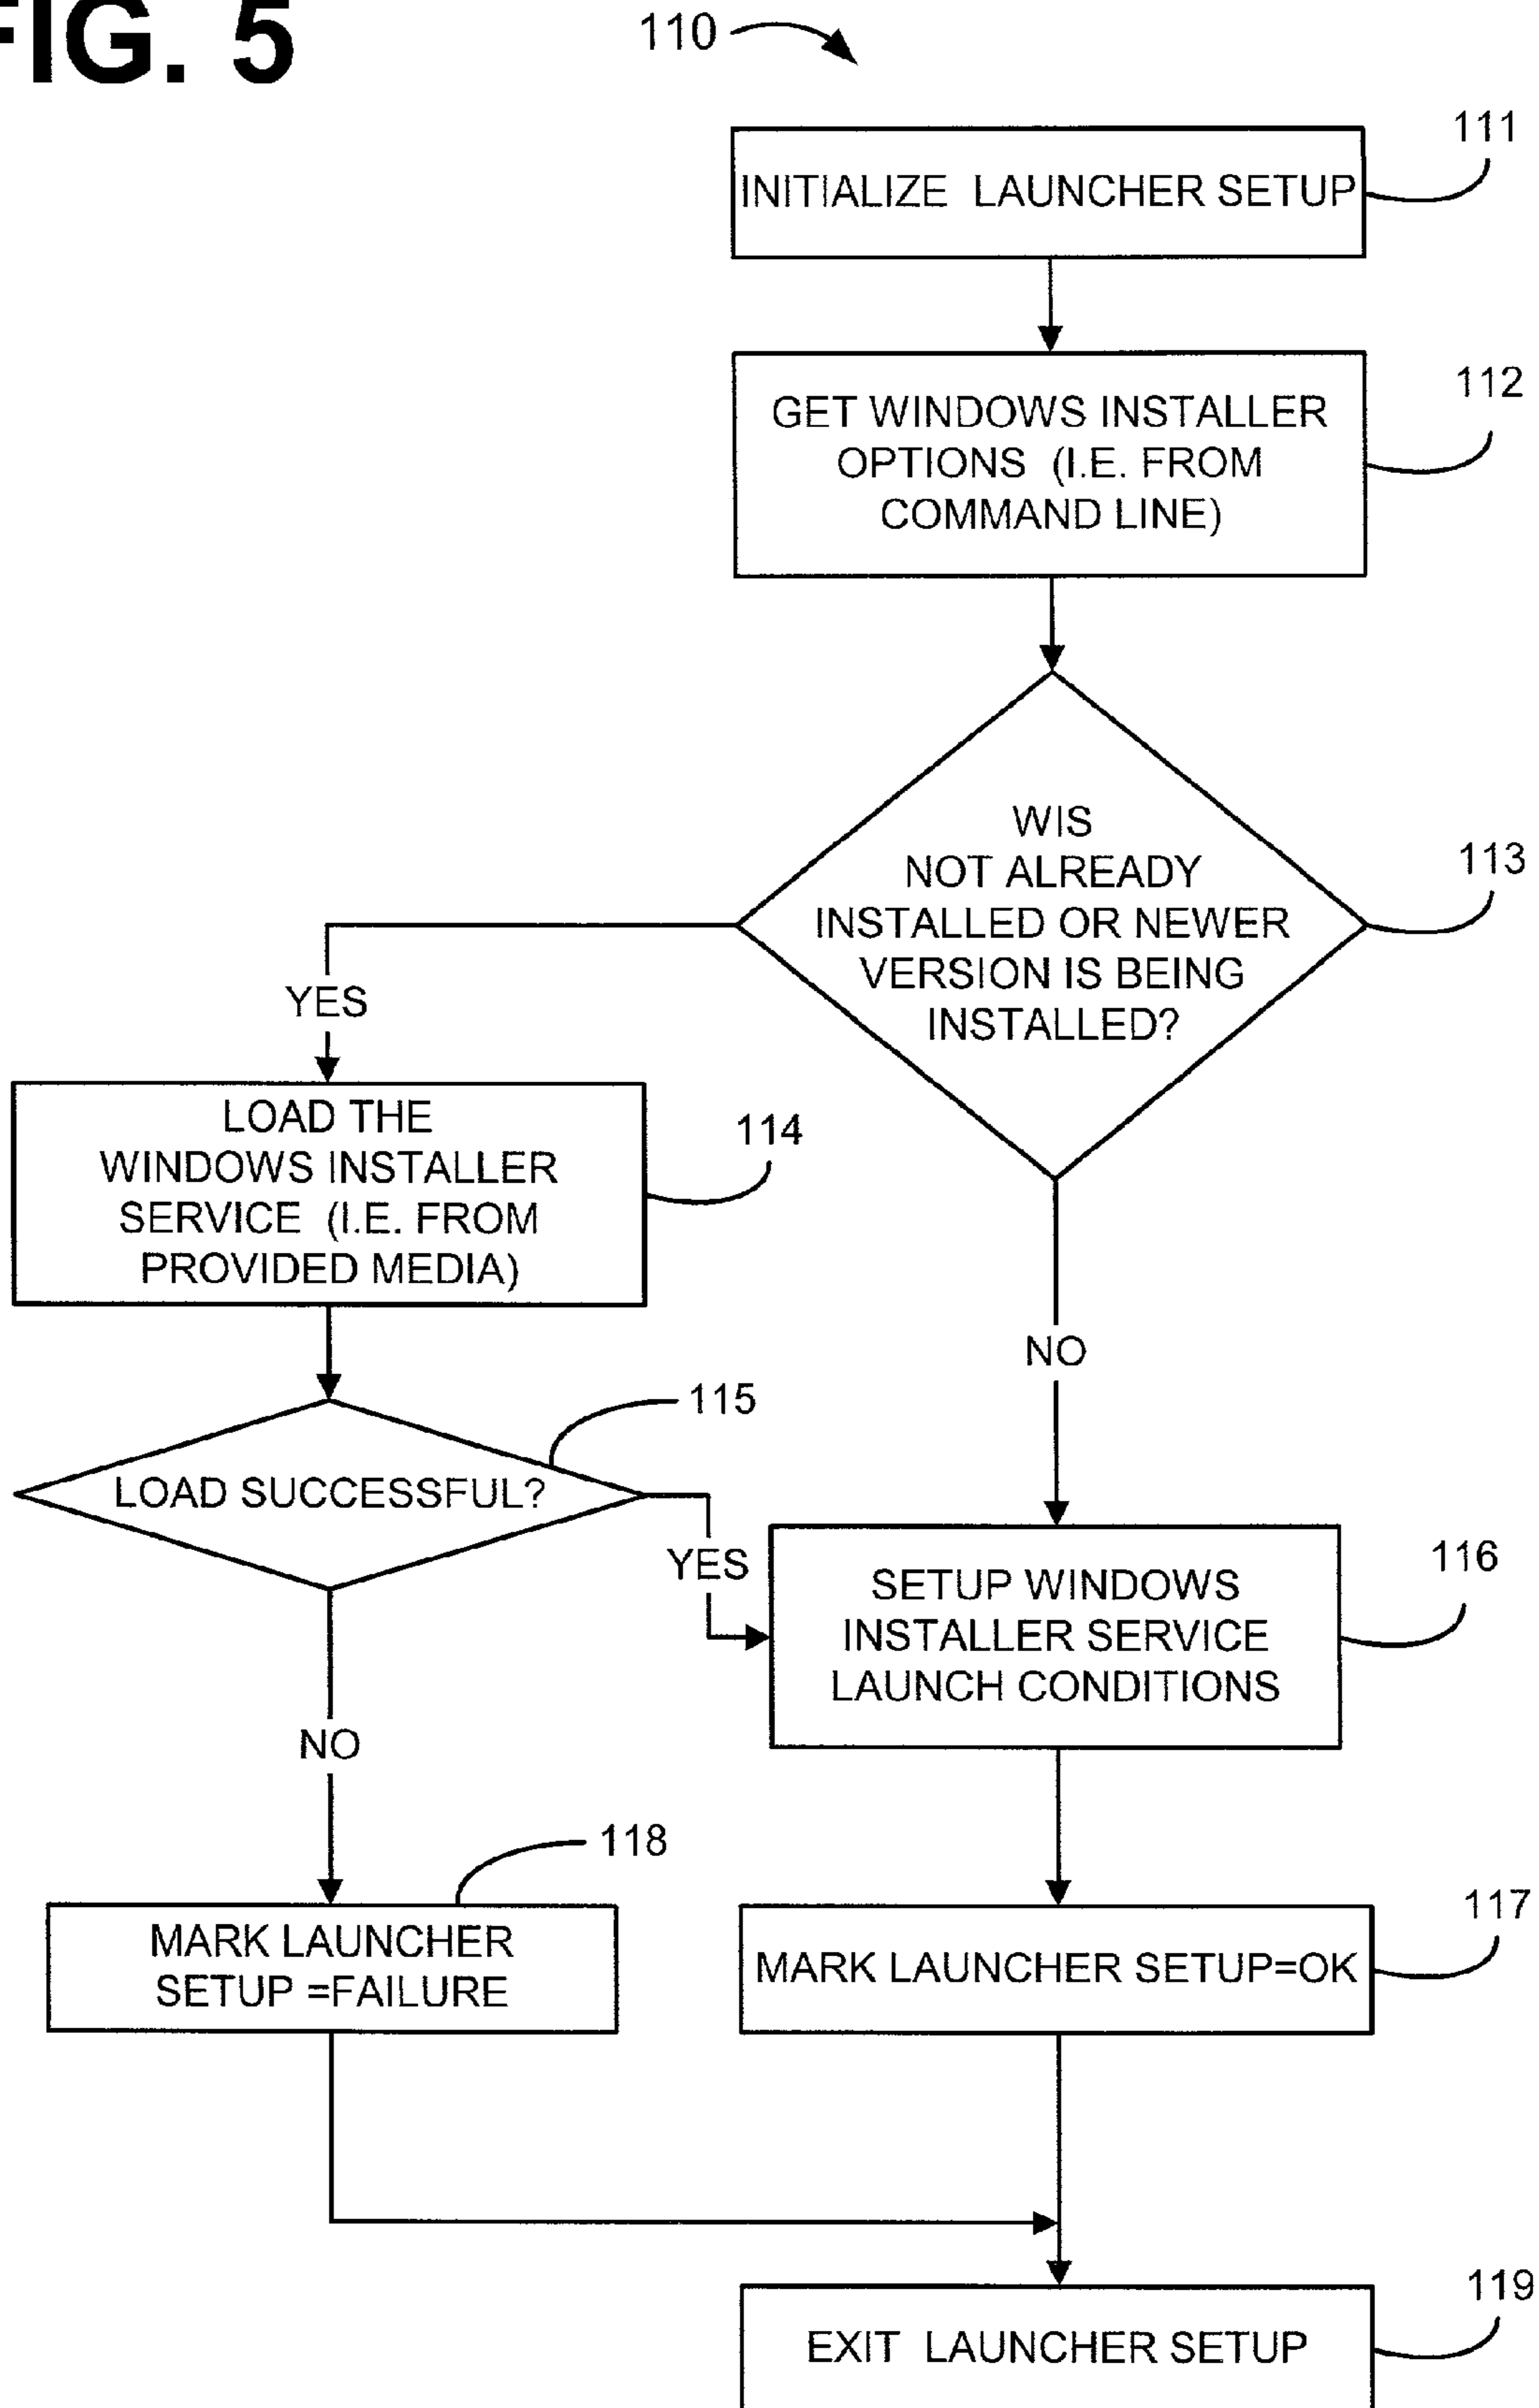 FIG. 5
110
111
INITIALIZE LAUNCHER SETUP
112
GET WINDOWS INSTALLER
OPTIONS (I.E. FROM
COMMAND LINE)
113
WIS
NOT ALREADY
INSTALLED OR NEWER
VERSION IS BEING
INSTALLED?
YES
114
LOAD THE
WINDOWS INSTALLER
SERVICE (I.E. FROM
PROVIDED MEDIA)
NO
115
LOAD SUCCESSFUL?
YES
116
SETUP WINDOWS
INSTALLER SERVICE
LAUNCH CONDITIONS
NO
118
MARK LAUNCHER
SETUP =FAILURE
117
MARK LAUNCHER SETUP=OK
119
EXIT LAUNCHER SETUP